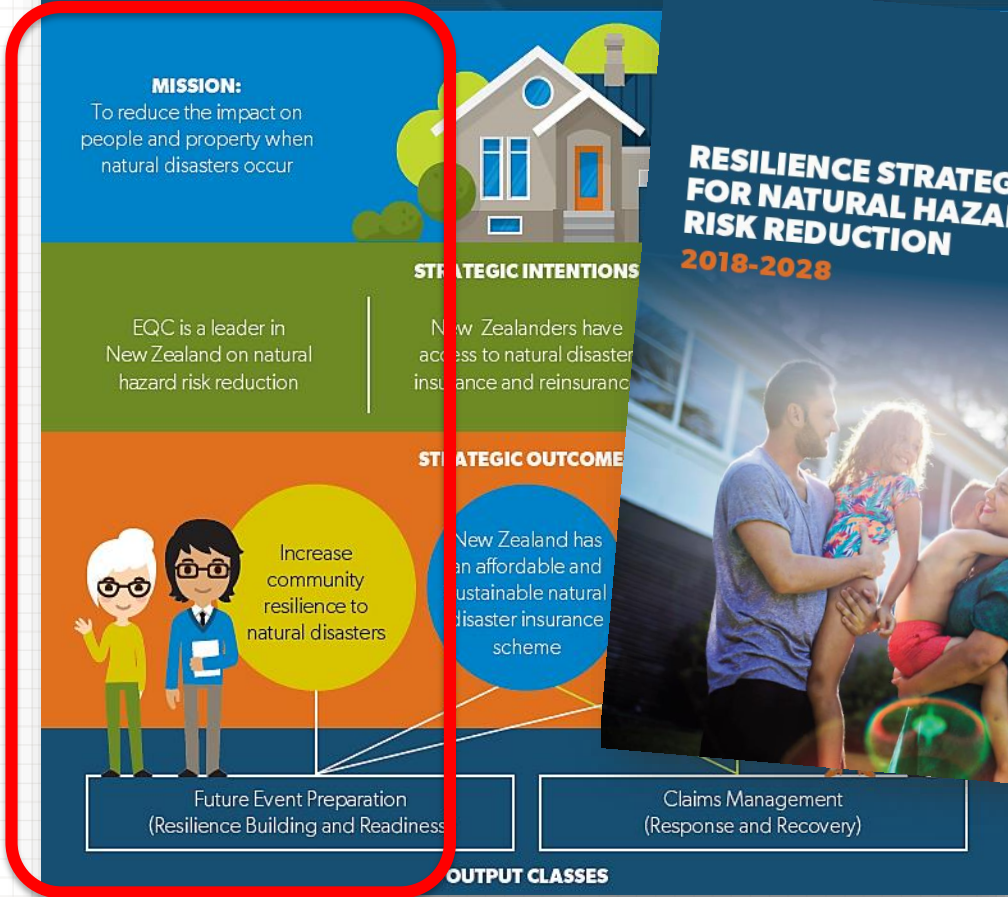 MISSION:
To reduce the impact on
people and property when
natural disasters occur
STRATEGIC INTENTIONS
EQC is a leader in
New Zealand on natural
hazard risk reduction
New Zealanders have
access to natural disaster
insurance and reinsuranc
STRATEGIC OUTCOME
Increase
community
resilience to
natural disasters
New Zealand has
an affordable and
sustainable natural
disaster insurance
scheme
Future Event Preparation
(Resilience Building and Readiness
Claims Management
(Response and Recovery)
OUTPUT CLASSES
RESILIENCE STRATEG
FOR NATURAL HAZA
RISK REDUCTION
2018-2028